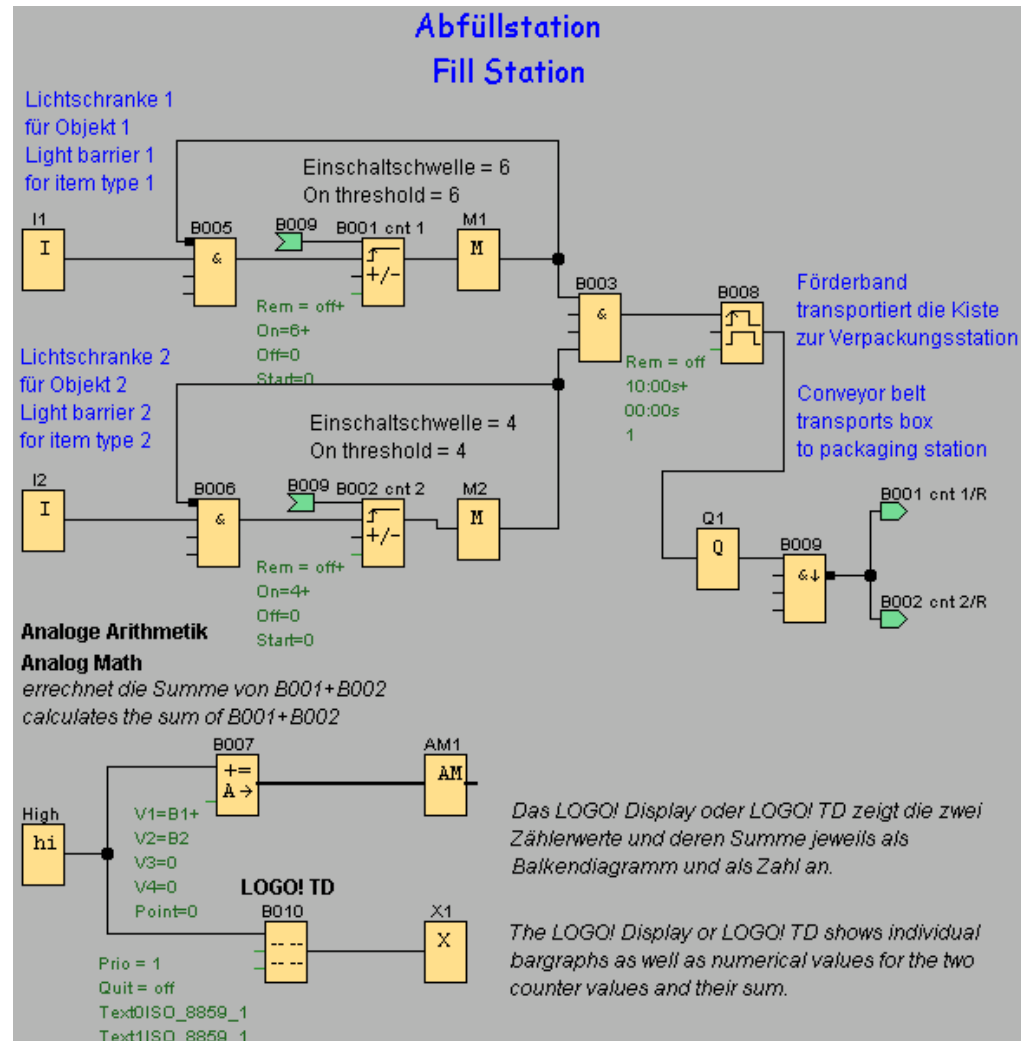 Abfüllstation
Fill Station
Lichtschranke 1
für Objekt 1
Light barrier 1
for item type 1
Einschaltschwelle = 6
On threshold = 6
I1
I
B005
&
B009
B001 cnt 1
+/-
M1
M
Rem = off+
On=6+
Off=0
Start=0
B003
&
B008
Rem = off
10:00s+
00:00s
1
Förderband
transportiert die Kiste
zur Verpackungsstation
Conveyor belt
transports box
to packaging station
Lichtschranke 2
für Objekt 2
Light barrier 2
for item type 2
Einschaltschwelle = 4
On threshold = 4
I2
I
B006
&
B009
B002 cnt 2
+/-
M2
M
Rem = off+
On=4+
Off=0
Start=0
Q1
Q
B009
&↓
B001 cnt 1/R
B002 cnt 2/R
Analoge Arithmetik
Analog Math
errechnet die Summe von B001+B002
calculates the sum of B001+B002
High
hi
B007
+=
A→
V1=B1+
V2=B2
V3=0
V4=0
Point=0
AM1
AM
LOGO! TD
B010
-- --
-- --
X1
X
Prio = 1
Quit = off
Text0ISO_8859_1
Text1ISO_8859_1
Das LOGO! Display oder LOGO! TD zeigt die zwei
Zählerwerte und deren Summe jeweils als
Balkendiagramm und als Zahl an.
The LOGO! Display or LOGO! TD shows individual
bargraphs as well as numerical values for the two
counter values and their sum.